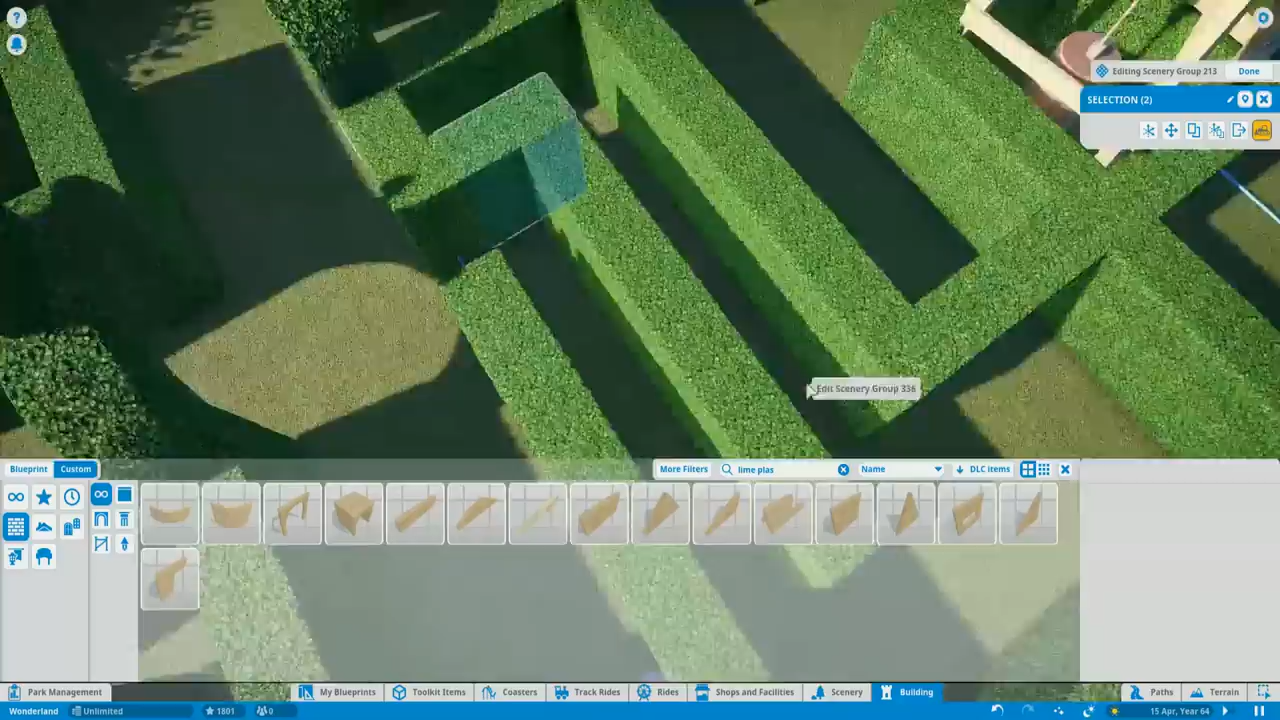 Editing Scenery Group 213 Done
SELECTION (2)
Edit Scenery Group 336
Blueprint Custom More Filters lime plas Name DLC items
Park Management My Blueprints Toolkit Items Coasters Track Rides Rides Shops and Facilities Scenery Building Paths Terrain
Wonderland Unlimited 1801 0 15 Apr, Year 64